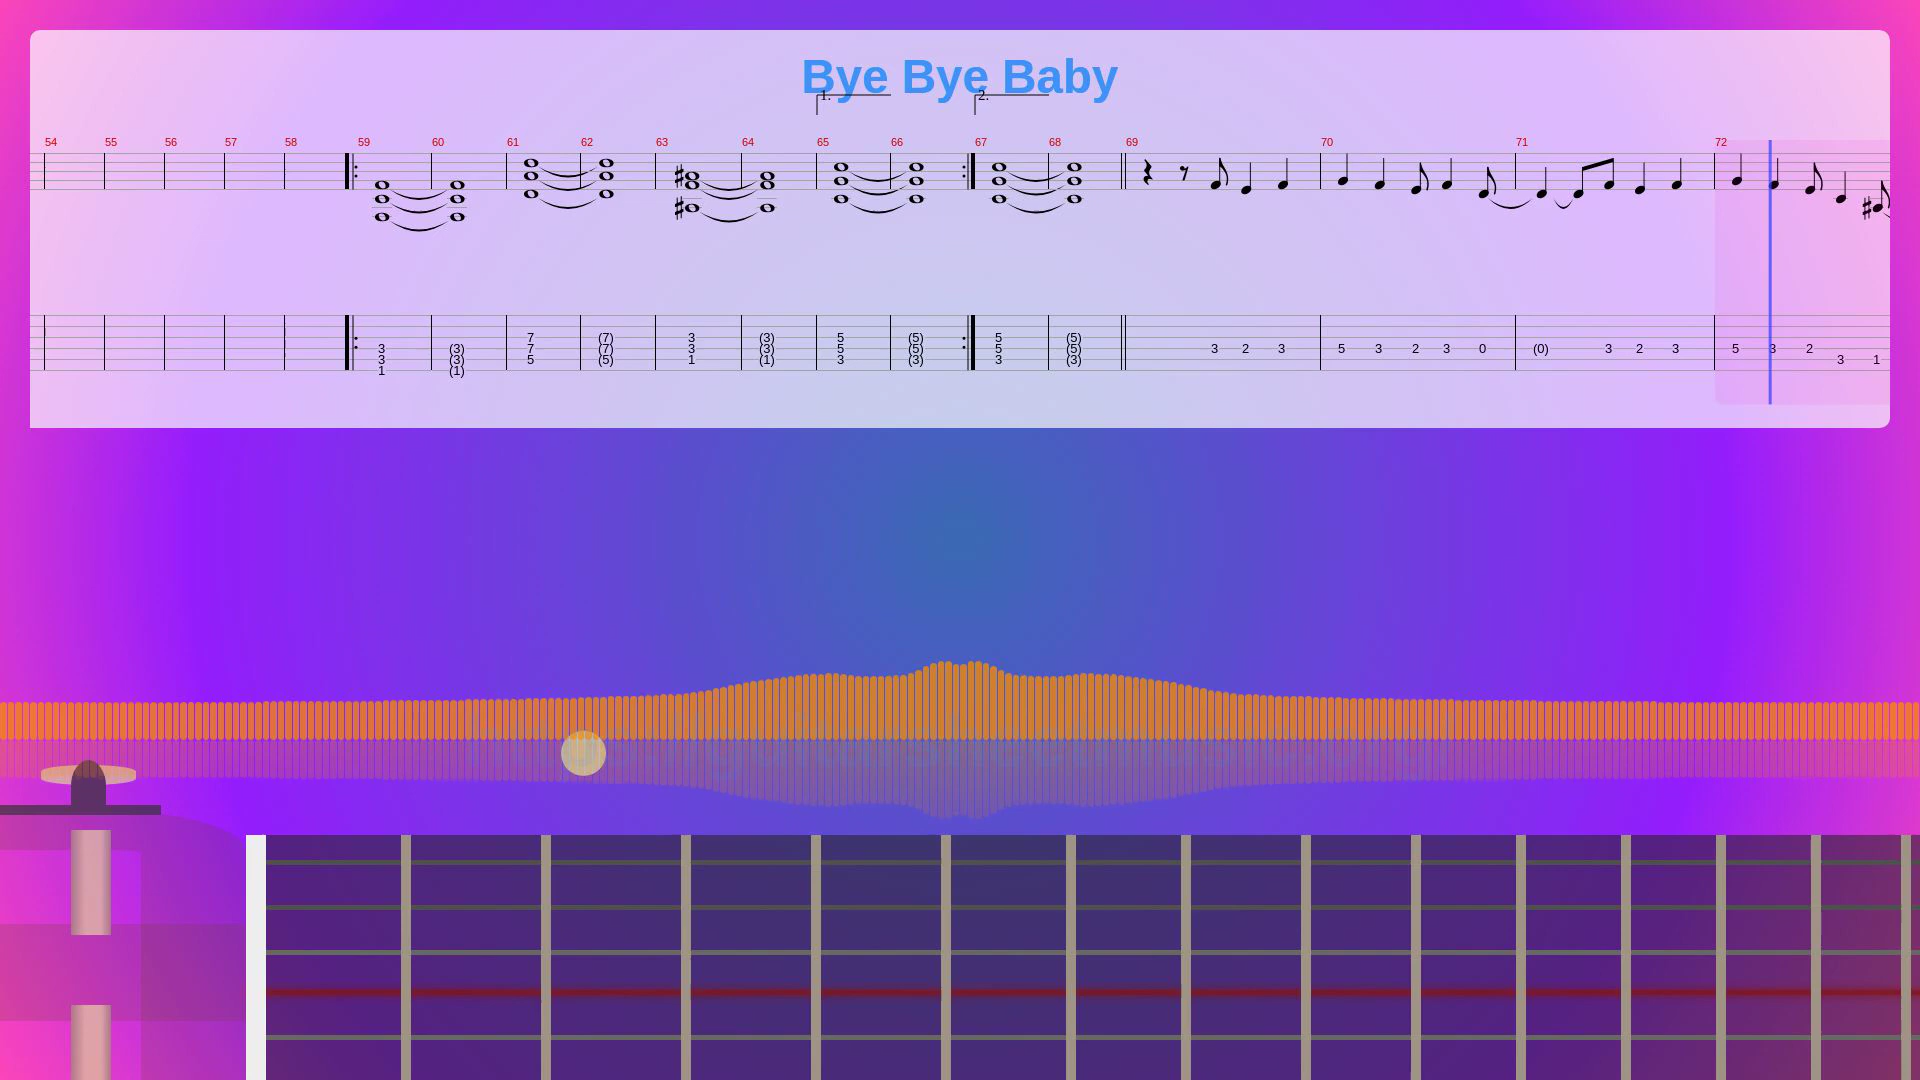 Bye Bye Baby
1. 2.
54 55 56 57 58 59 60 61 62 63 64 65 66 67 68 69 70 71 72
7 (7) 3 (3) 5 (5) 5 (5)
3 (3) 7 (7) 3 (3) 5 (5) 5 (5) 3 2 3 5 3 2 3 0 (0) 3 2 3 5 3 2
3 (3) 5 (5) 1 (1) 3 (3) 3 (3) 3 1
1 (1)